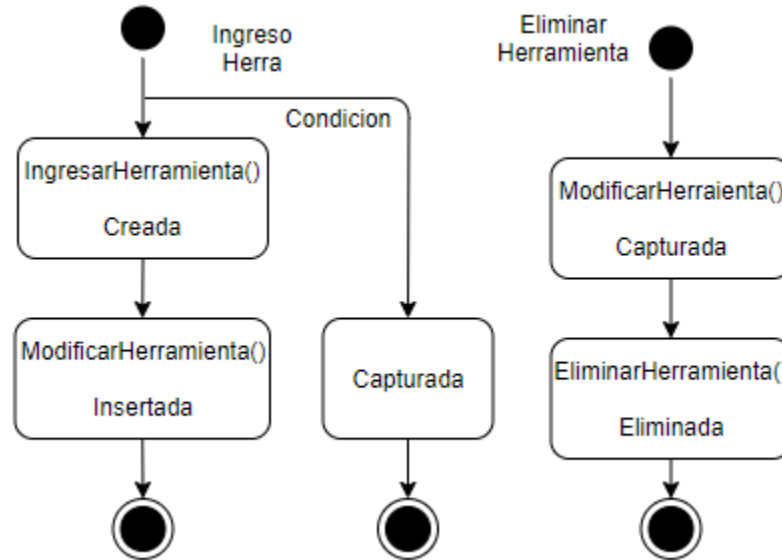 Ingreso
Herra
Condicion
IngresarHerramienta()
Creada
ModificarHerramienta()
Insertada
Capturada
Eliminar
Herramienta
ModificarHerraienta()
Capturada
EliminarHerramienta(
Eliminada